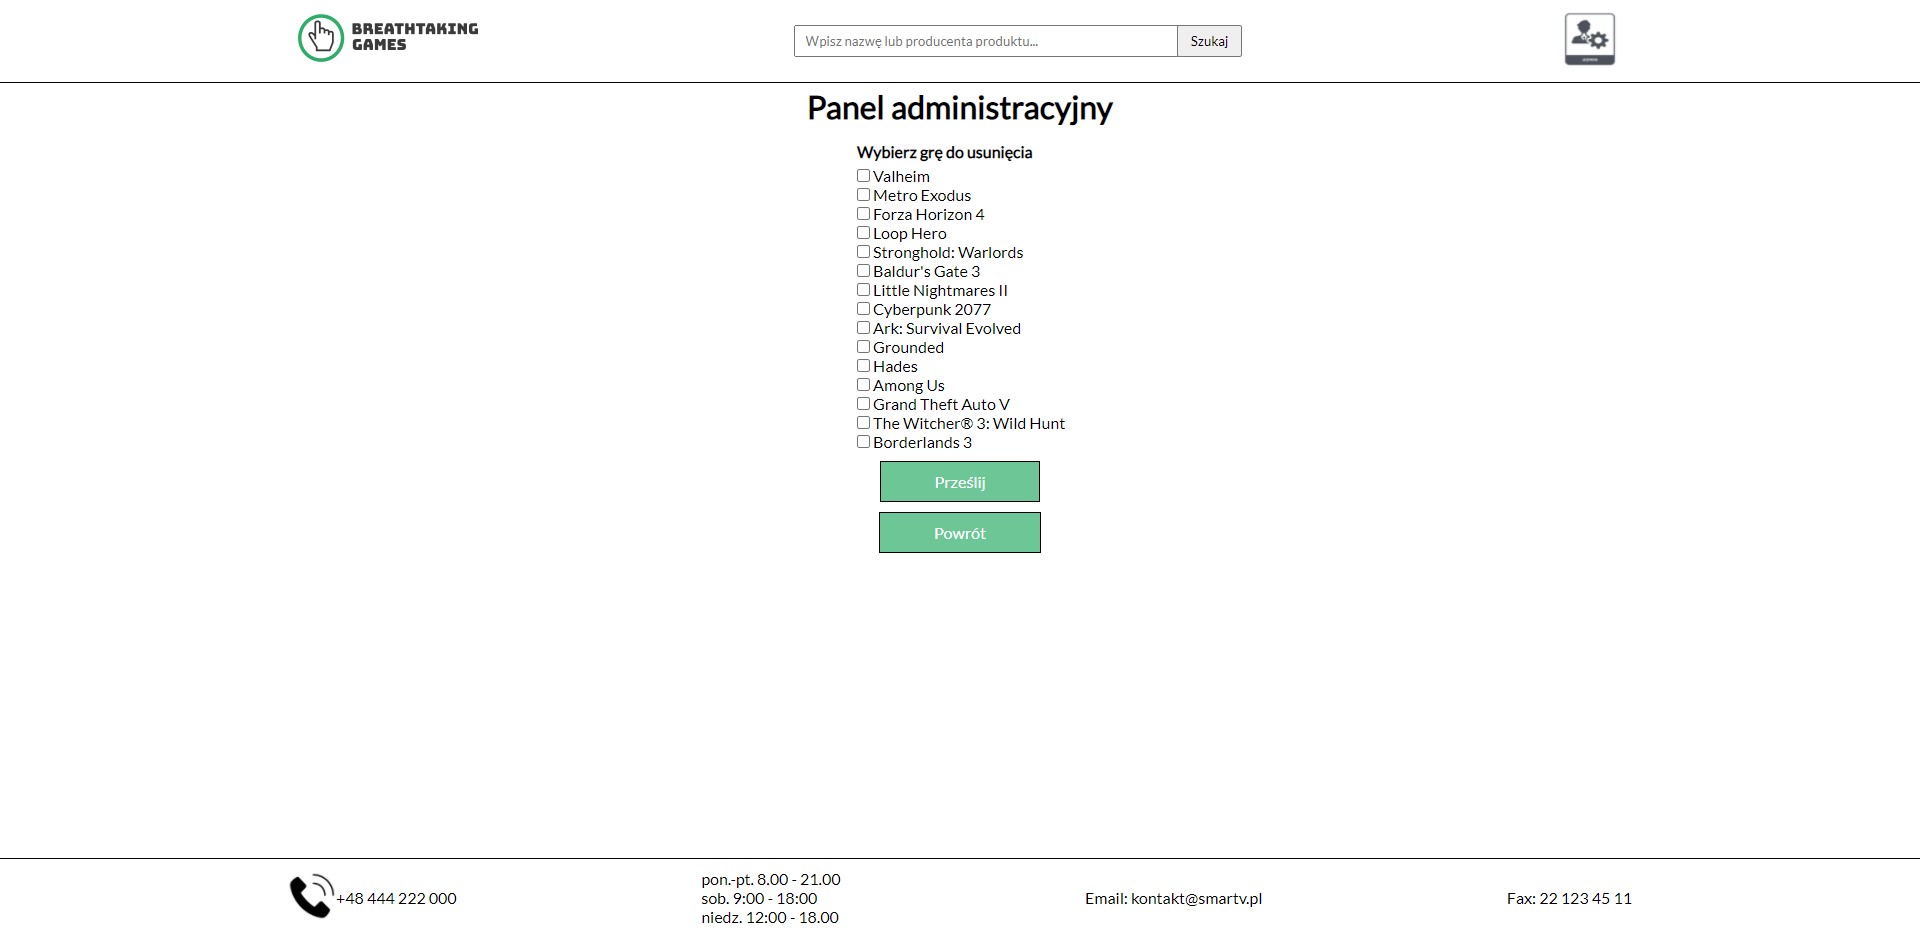 BREATHTAKING
GAMES
Wpisz nazwę lub producenta produktu...
Szukaj
Panel administracyjny
Wybierz grę do usunięcia
Valheim
Metro Exodus
Forza Horizon 4
Loop Hero
Stronghold: Warlords
Baldur's Gate 3
Little Nightmares II
Cyberpunk 2077
Ark: Survival Evolved
Grounded
Hades
Among Us
Grand Theft Auto V
The Witcher® 3: Wild Hunt
Borderlands 3
Prześlij
Powrót
+48 444 222 000
pon.-pt. 8.00 - 21.00
sob. 9:00 - 18:00
niedz. 12:00 - 18.00
Email: kontakt@smartv.pl
Fax: 22 123 45 11